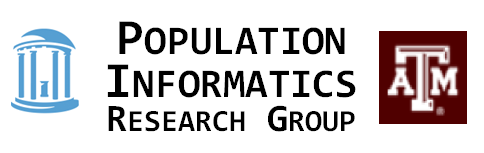 POPULATION
INFORMATICS
RESEARCH GROUP
ATM
®